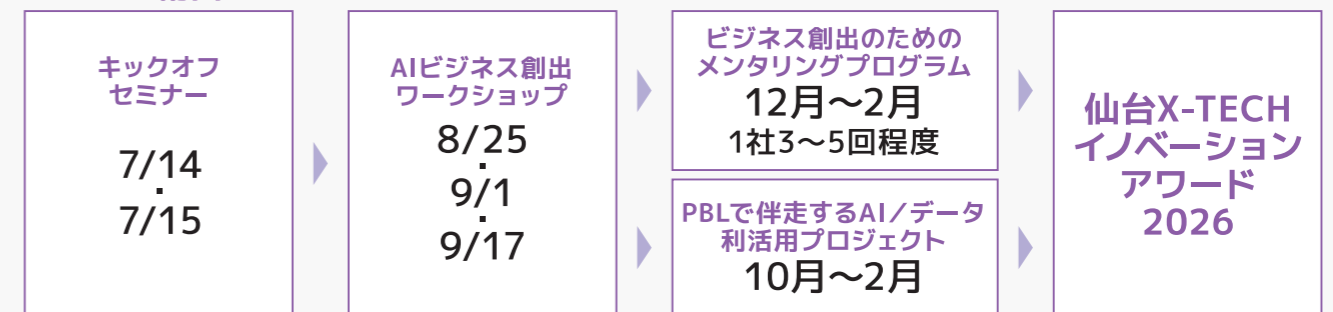 キックオフ
セミナー
7/14
・
7/15
AIビジネス創出
ワークショップ
8/25
・
9/1
・
9/17
ビジネス創出のための
メンタリングプログラム
12月〜2月
1社3〜5回程度
PBLで伴走するAI／データ
利活用プロジェクト
10月〜2月
仙台X-TECH
イノベーション
アワード
2026